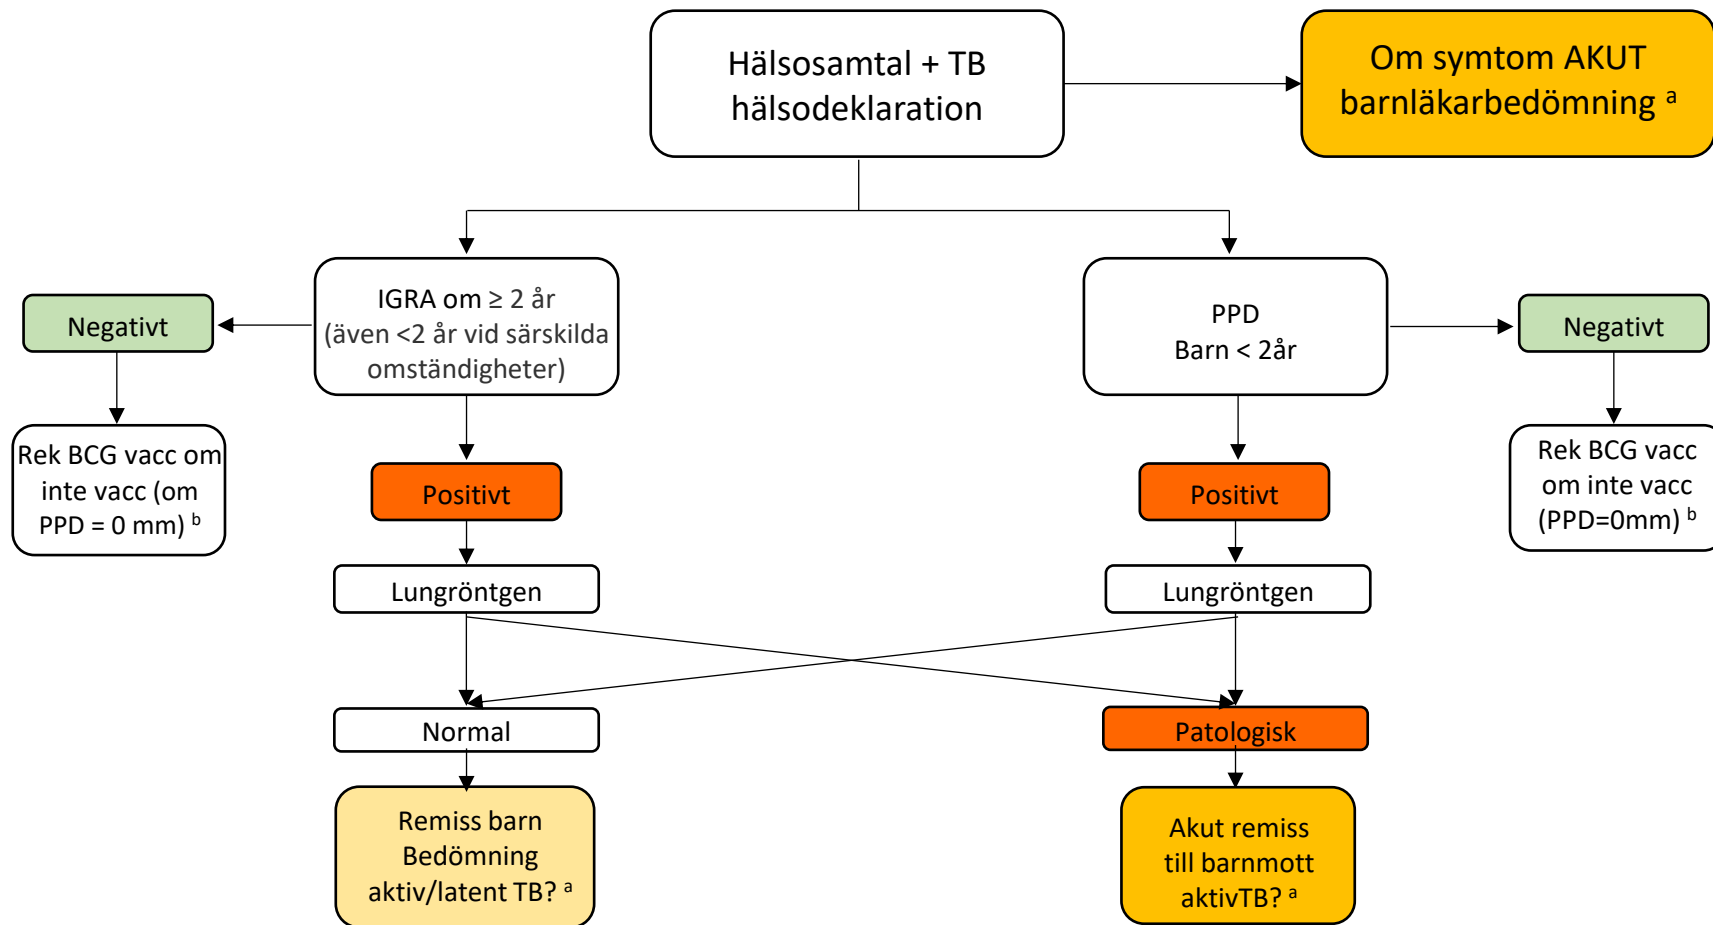 Hälsosamtal + TB
hälsodeklaration
Om symtom AKUT
barnläkarbedömning a
IGRA om ≥ 2 år
(även <2 år vid särskilda
omständigheter)
PPD
Barn < 2år
Negativt
Negativt
Rek BCG vacc om
inte vacc (om
PPD = 0 mm) b
Rek BCG vacc
om inte vacc
(PPD=0mm) b
Positivt
Positivt
Lungröntgen
Lungröntgen
Normal
Patologisk
Remiss barn
Bedömning
aktiv/latent TB? a
Akut remiss
till barnmott
aktivTB? a